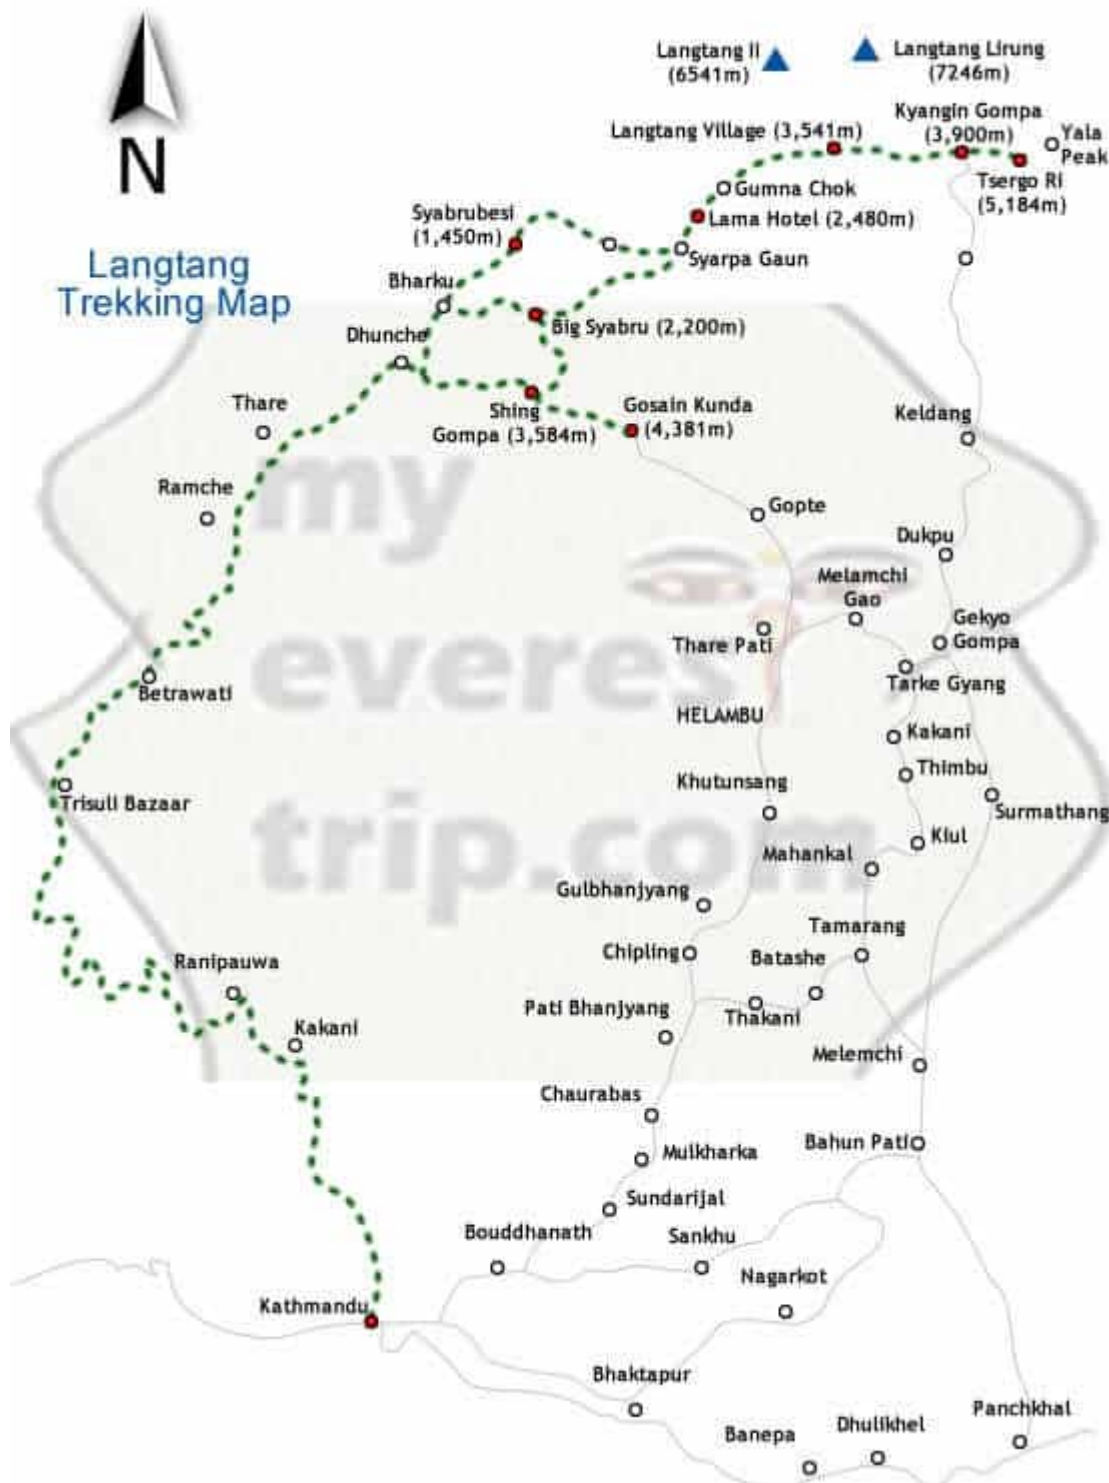 N
Langtang
Trekking Map
Langtang II
(6541m)
Langtang Lirung
(7246m)
Kyangin Gompa
(3,900m)
Yala
Peak
Langtang Village (3,541m)
Tsergo Ri
(5,184m)
Gumna Chok
Syabrubesi
(1,450m)
Lama Hotel (2,480m)
Syarpa Gaun
Bharku
Big Syabru (2,200m)
Dhunche
Thare
Shing
Gompa (3,584m)
Gosain Kunda
(4,381m)
Keldang
my
everes
trip.com
Ramche
Gopte
Dukpu
Melamchi
Gao
Gekyo
Gompa
Thare Pati
Tarke Gyang
Betrawati
HELAMBU
Kakani
Thimbu
Khutunsang
Trisuli Bazaar
Surmathang
Kiul
Mahankal
Gulbhanjyang
Tamarang
Chipling
Batashe
Ranipauwa
Pati Bhanjyang
Thakani
Kakani
Melemchi
Chaurabas
Bahun Pati
Mulkharka
Sundarijal
Bouddhanath
Sankhu
Nagarkot
Kathmandu
Bhaktapur
Panchkhal
Dhulikhel
Banepa